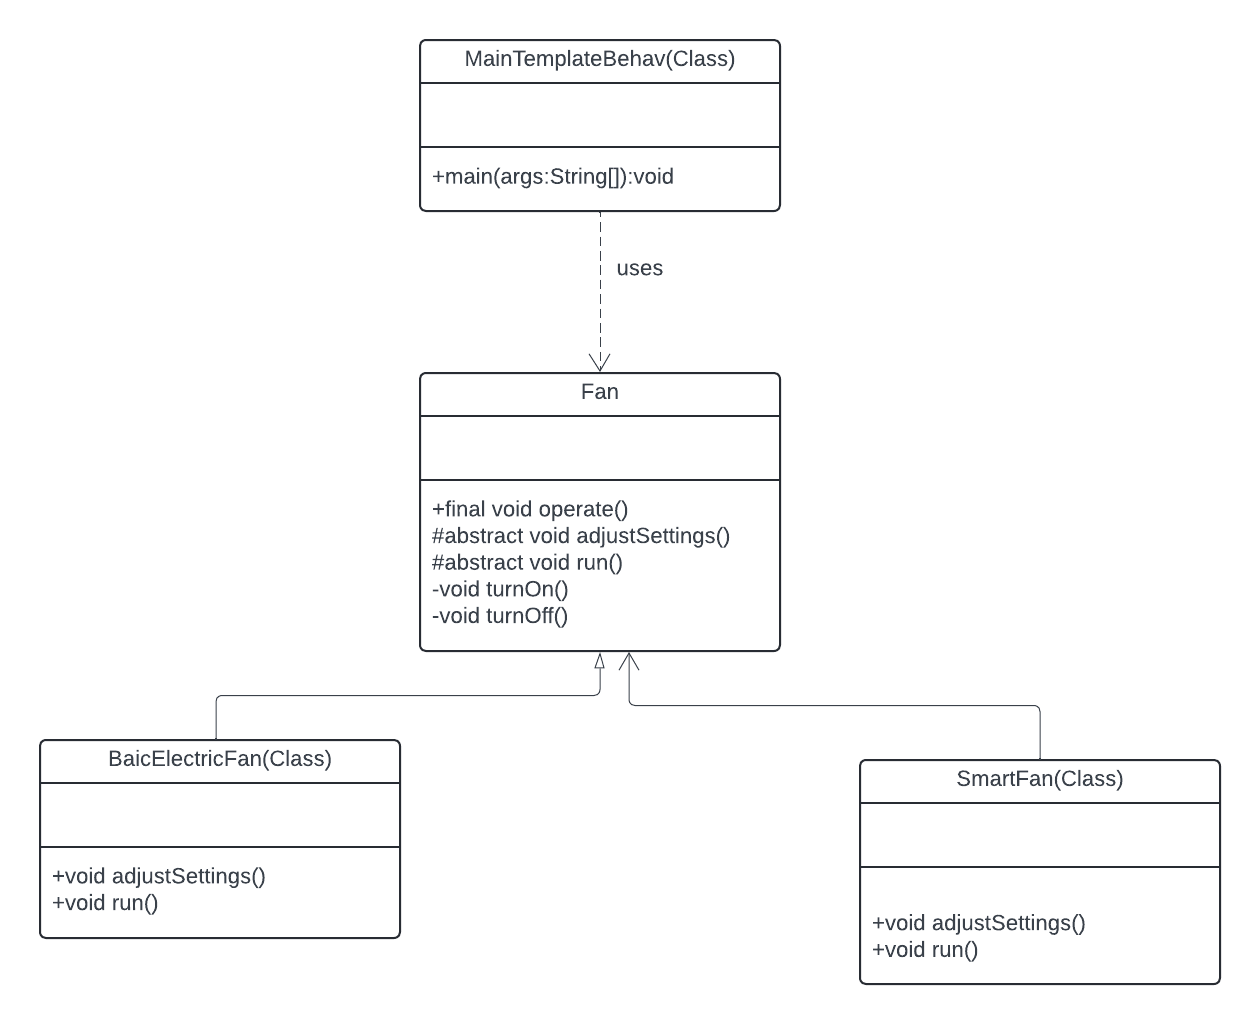 MainTemplateBehav(Class)
+main(args:String[]):void
uses
Fan
+final void operate()
#abstract void adjustSettings()
#abstract void run()
-void turnOn()
-void turnOff()
BaicElectricFan(Class)
+void adjustSettings()
+void run()
SmartFan(Class)
+void adjustSettings()
+void run()